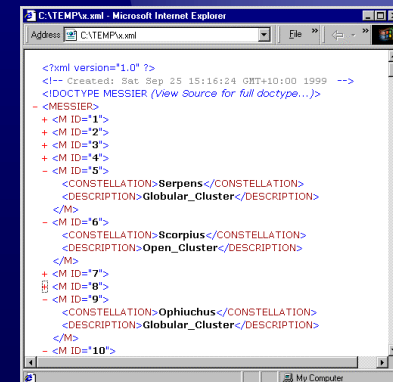 C:\TEMP\x.xml - Microsoft Internet Explorer
Address C:\TEMP\x.xml File » »
<?xml version="1.0" ?>
<!-- Created: Sat Sep 25 15:16:24 GMT+10:00 1999 -->
<!DOCTYPE MESSIER (View Source for full doctype...)>
- <MESSIER>
+ <M ID="1">
+ <M ID="2">
+ <M ID="3">
+ <M ID="4">
- <M ID="5">
<CONSTELLATION>Serpens</CONSTELLATION>
<DESCRIPTION>Globular_Cluster</DESCRIPTION>
</M>
- <M ID="6">
<CONSTELLATION>Scorpius</CONSTELLATION>
<DESCRIPTION>Open_Cluster</DESCRIPTION>
</M>
+ <M ID="7">
+ <M ID="8">
- <M ID="9">
<CONSTELLATION>Ophiuchus</CONSTELLATION>
<DESCRIPTION>Globular_Cluster</DESCRIPTION>
</M>
- <M ID="10">
My Computer